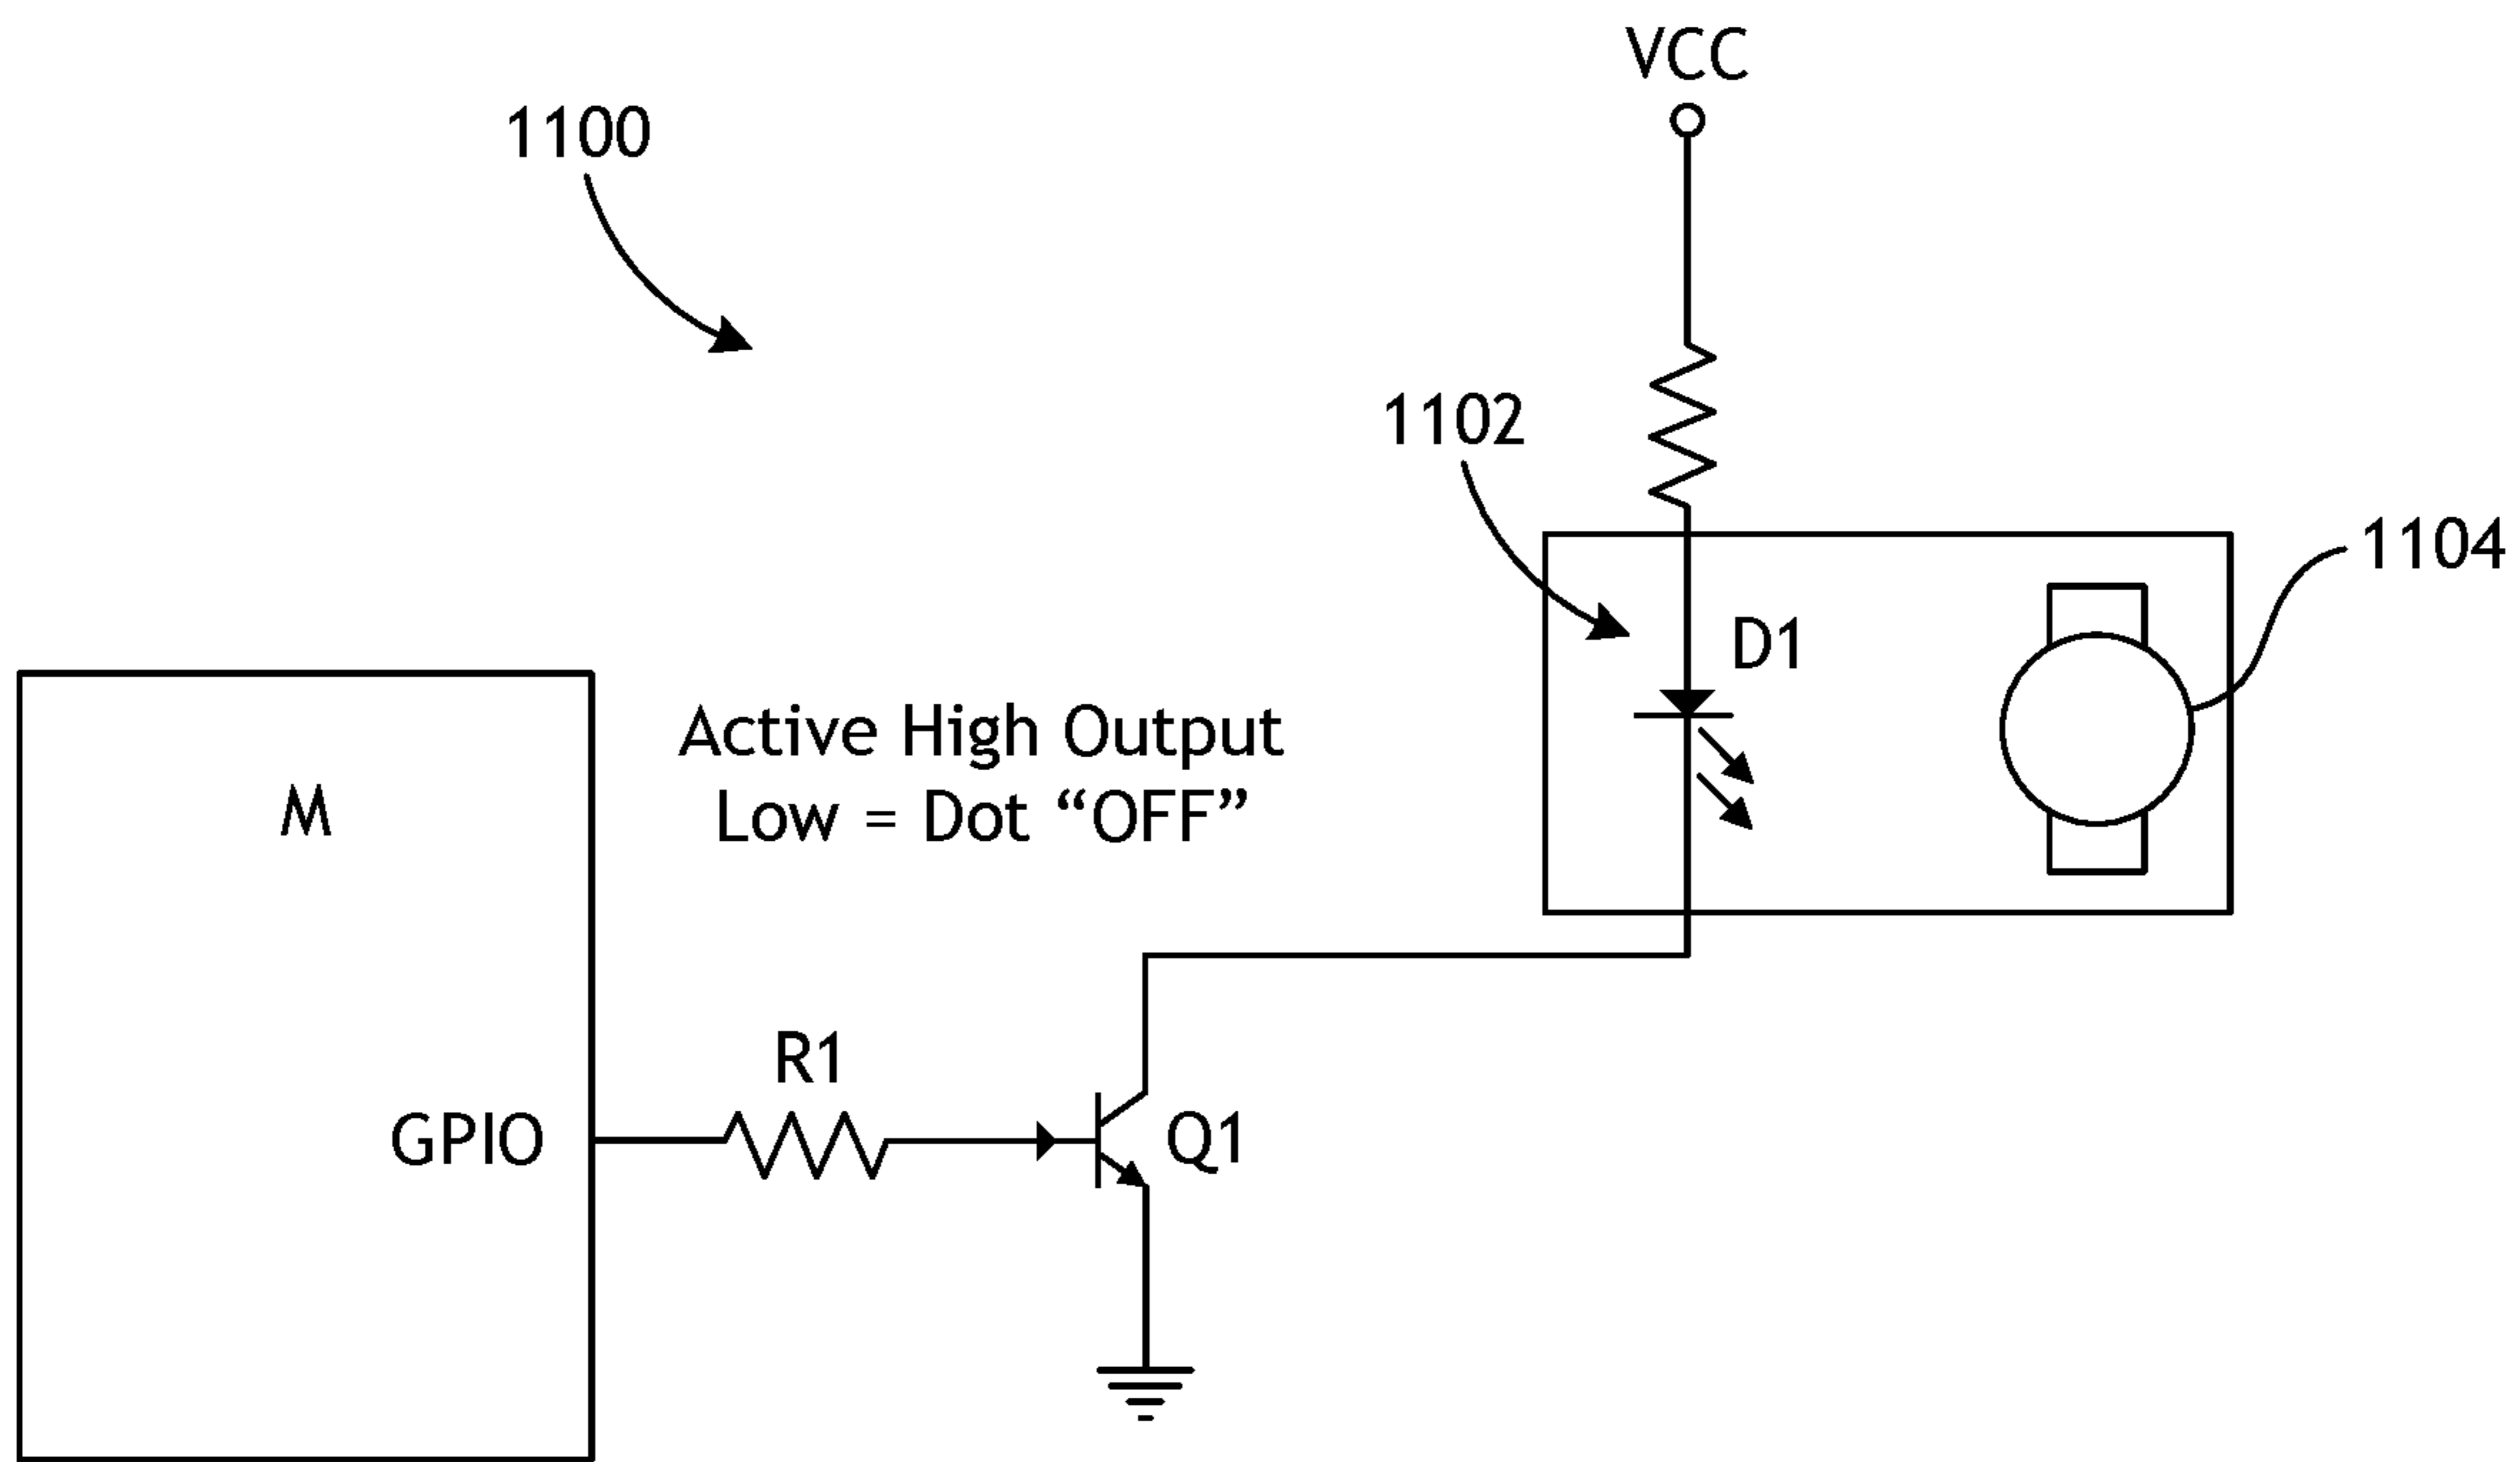 VCC
1100
1102
1104
D1
Active High Output
Low = Dot “OFF”
M
R1
GPIO
Q1